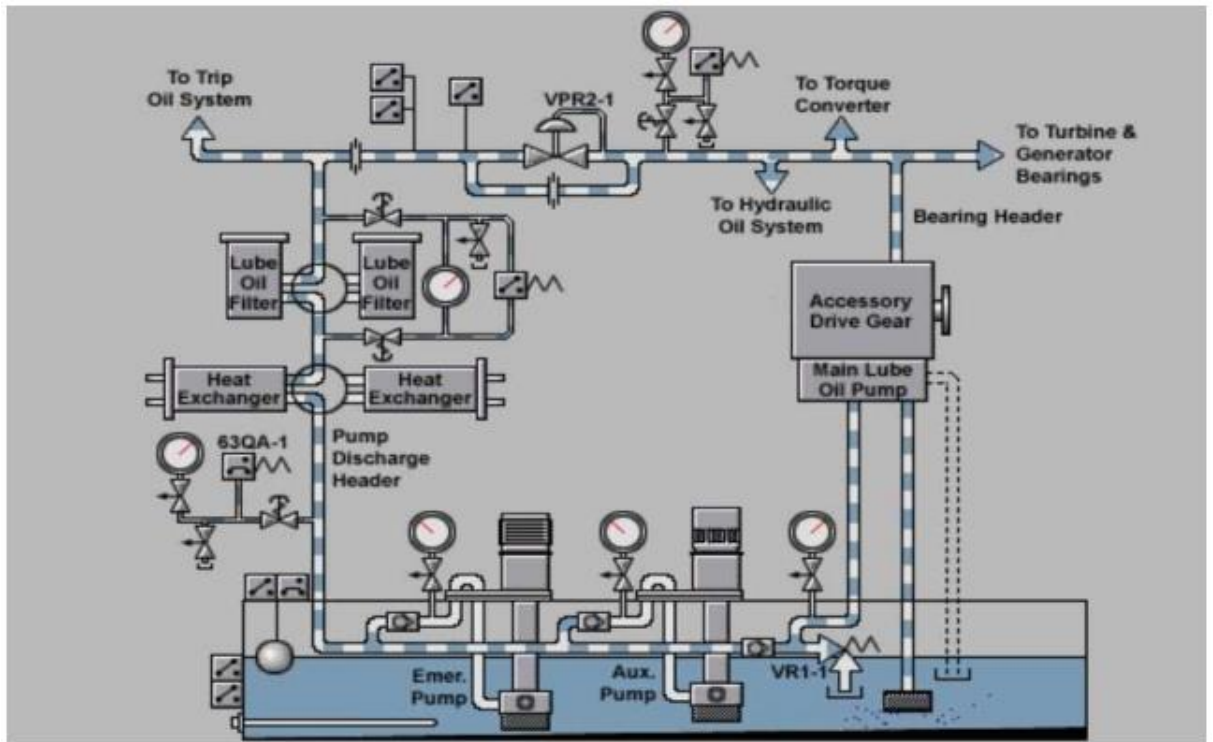 To Trip
Oil System
VPR2-1
To Torque
Converter
To Turbine &
Generator
Bearings
To Hydraulic
Oil System
Bearing Header
Lube
Oil
Filter
Lube
Oil
Filter
Accessory
Drive Gear
Main Lube
Oil Pump
Heat
Exchanger
Heat
Exchanger
63QA-1
Pump
Discharge
Header
Emer.
Pump
Aux.
Pump
VR1-1